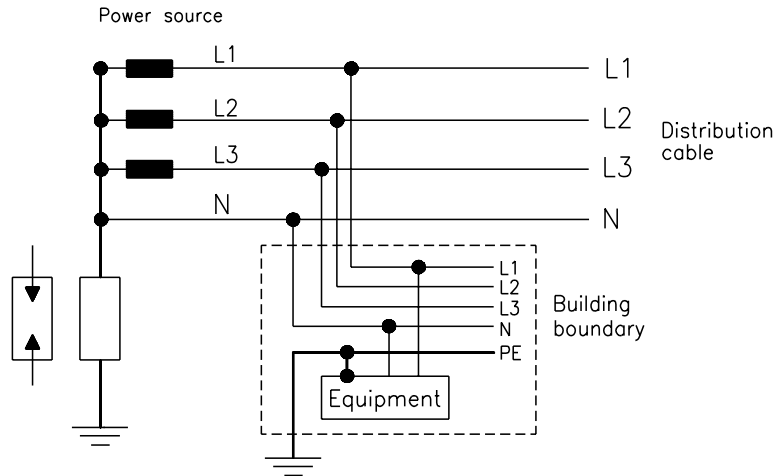 Power source
L1
L1
L2
L2
Distribution
cable
L3
L3
N
N
L1
L2
L3
N
PE
Building
boundary
Equipment